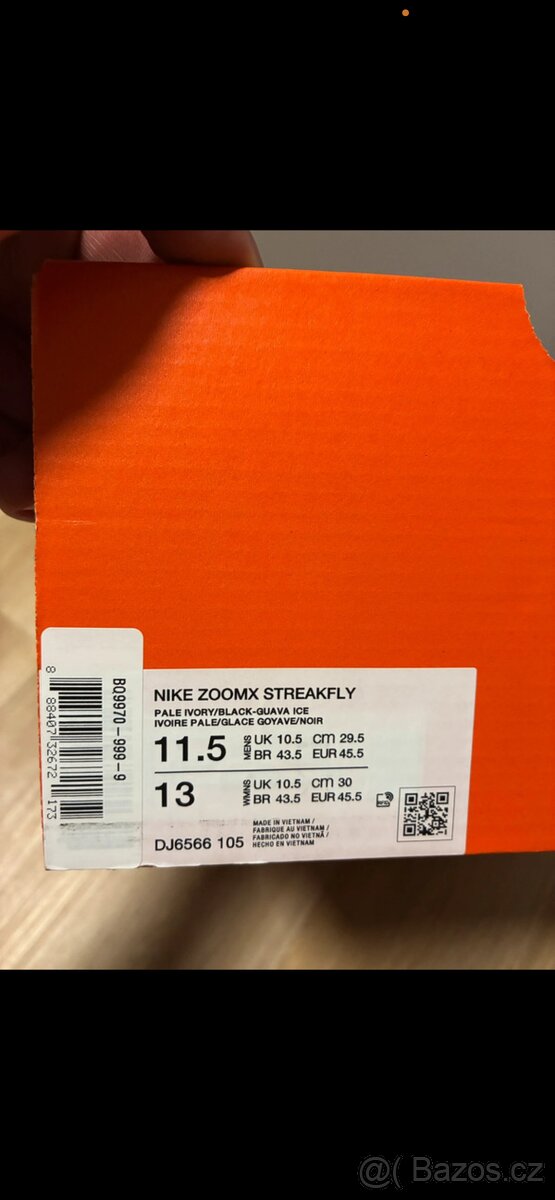 NIKE ZOOMX STREAKFLY
PALE IVORY/BLACK-GUAVA ICE
IVOIRE PALE/GLACE GOYAVE/NOIR
11.5 MENS UK 10.5 cm 29.5
BR 43.5 EUR 45.5
13 WMNS UK 10.5 cm 30
BR 43.5 EUR 45.5
DJ6566 105
MADE IN VIETNAM /
FABRIQUE AU VIETNAM /
FABRICADO NO VIETNÃ /
HECHO EN VIETNAM
BQ9970-999-9
8 88407 32672 173
@( Bazos.cz